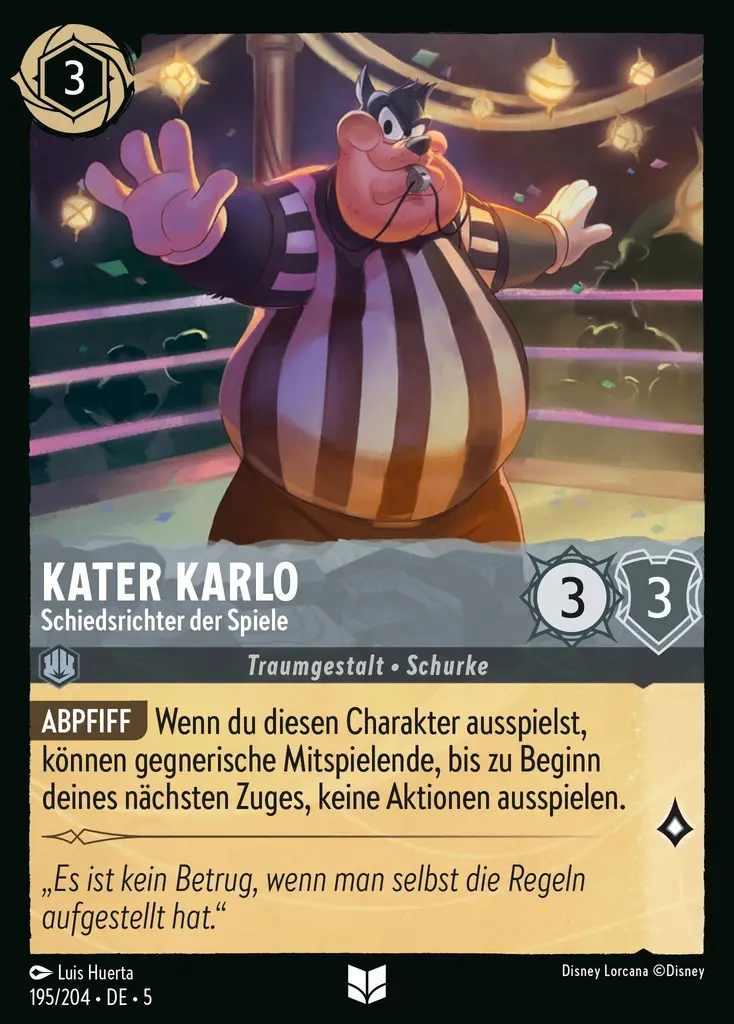 3
KATER KARLO
Schiedsrichter der Spiele
3
3
Traumgestalt • Schurke
ABPFIFF Wenn du diesen Charakter ausspielst,
können gegnerische Mitspielende, bis zu Beginn
deines nächsten Zuges, keine Aktionen ausspielen.
„Es ist kein Betrug, wenn man selbst die Regeln
aufgestellt hat.“
Luis Huerta
Disney Lorcana ©Disney
195/204 • DE • 5